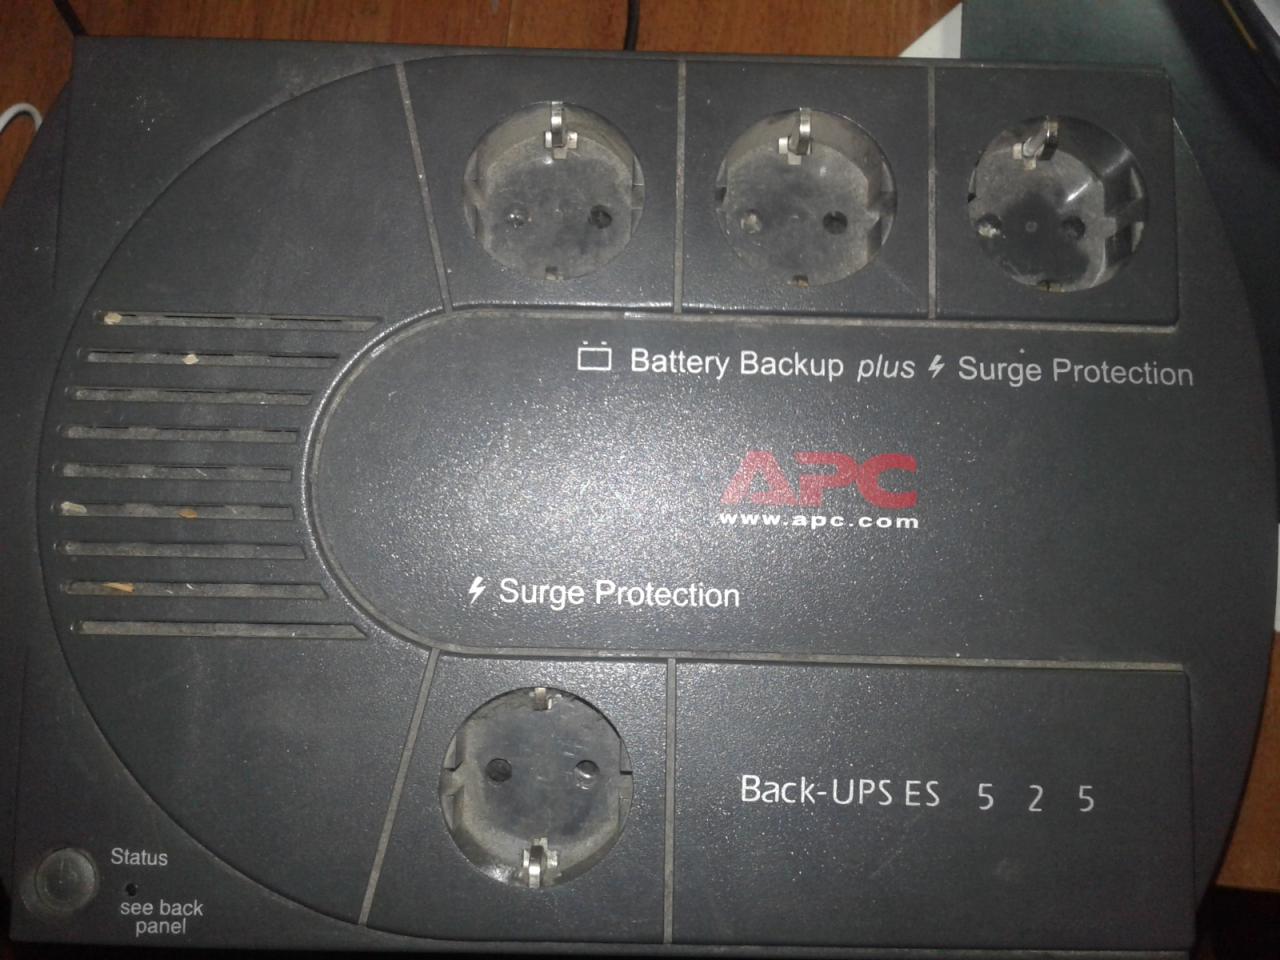 Battery Backup plus Surge Protection
APC
www.apc.com
Surge Protection
Back-UPS ES 5 2 5
Status
see back
panel